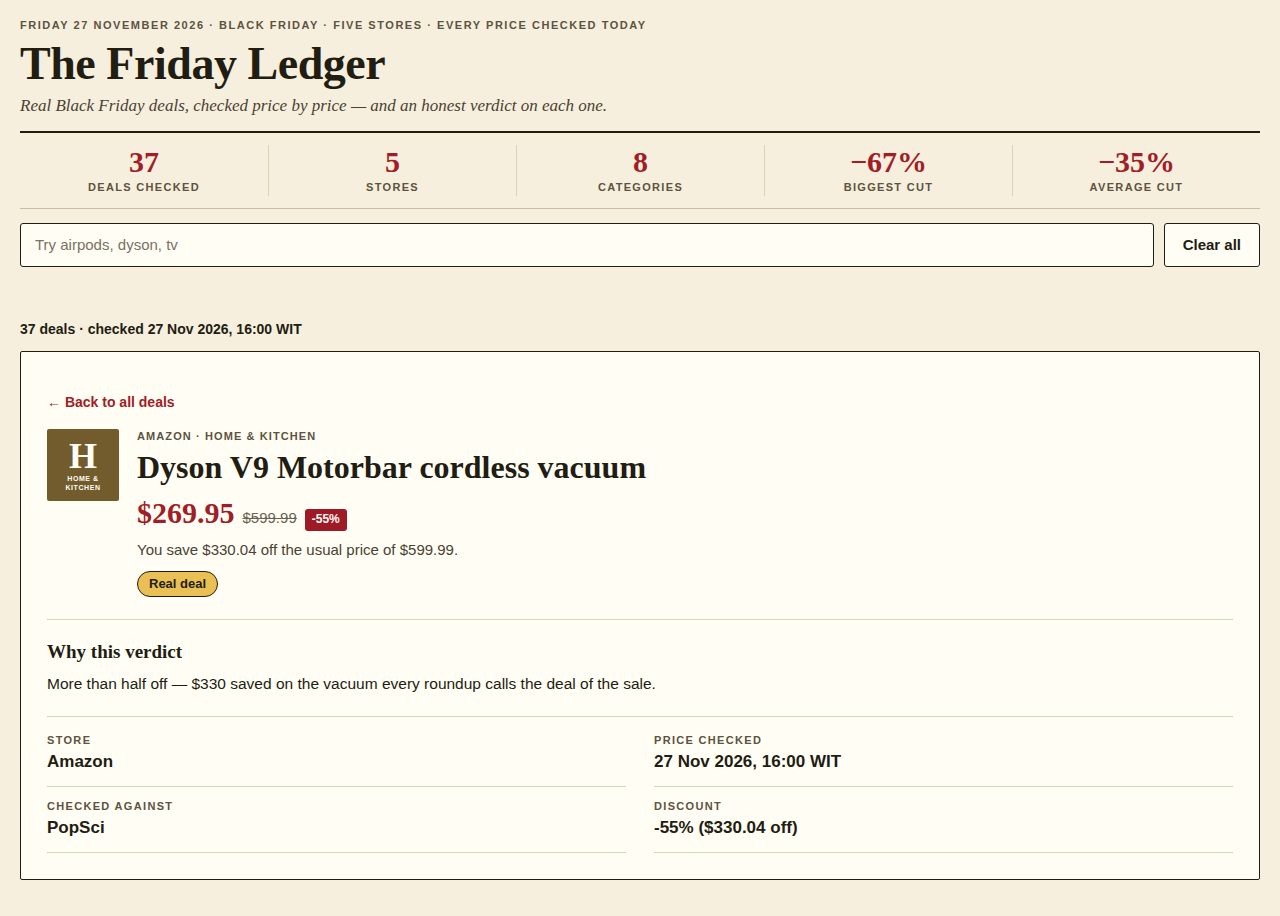 FRIDAY 27 NOVEMBER 2026 · BLACK FRIDAY · FIVE STORES · EVERY PRICE CHECKED TODAY
The Friday Ledger
Real Black Friday deals, checked price by price — and an honest verdict on each one.
37 5 8 −67% −35%
DEALS CHECKED STORES CATEGORIES BIGGEST CUT AVERAGE CUT
Try airpods, dyson, tv Clear all
37 deals · checked 27 Nov 2026, 16:00 WIT
← Back to all deals
H
HOME &
KITCHEN
AMAZON · HOME & KITCHEN
Dyson V9 Motorbar cordless vacuum
$269.95 $599.99 -55%
You save $330.04 off the usual price of $599.99.
Real deal
Why this verdict
More than half off — $330 saved on the vacuum every roundup calls the deal of the sale.
STORE PRICE CHECKED
Amazon 27 Nov 2026, 16:00 WIT
CHECKED AGAINST DISCOUNT
PopSci -55% ($330.04 off)